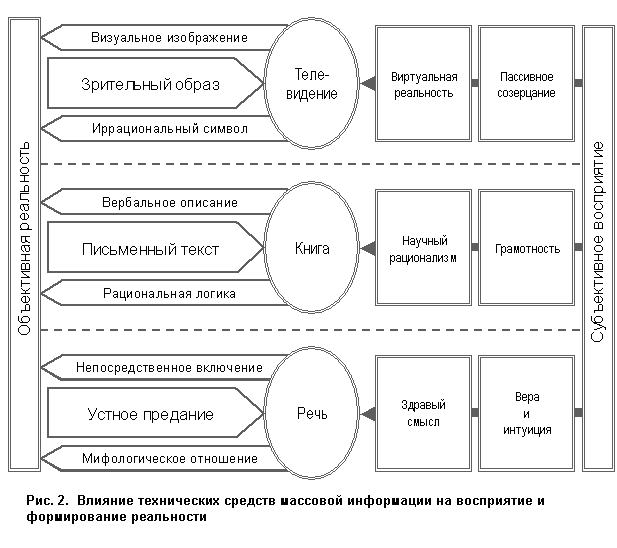 Объективная реальность
Визуальное изображение
Зрительный образ
Иррациональный символ
Теле-
видение
Виртуальная
реальность
Пассивное
созерцание
Вербальное описание
Письменный текст
Рациональная логика
Книга
Научный
рационализм
Грамотность
Непосредственное включение
Устное предание
Мифологическое отношение
Речь
Здравый
смысл
Вера
и
интуиция
Субъективное восприятие
Рис. 2. Влияние технических средств массовой информации на восприятие и
формирование реальности